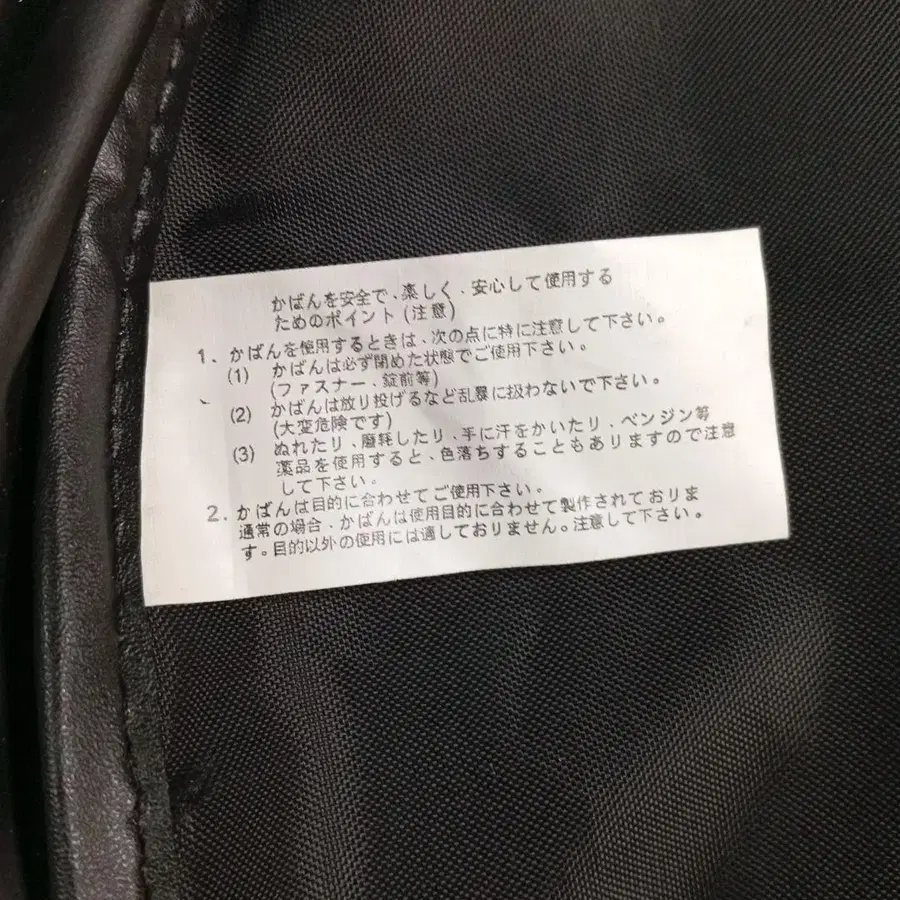 かばんを安全で、楽しく、安心して使用する
ためのポイント(注意)
1. かばんを使用するときは、次の点に特に注意して下さい。
(1) かばんは必ず閉めた状態でご使用下さい。
(ファスナー、錠前等)
(2) かばんは放り投げるなど乱暴に扱わないで下さい。
(大変危険です)
(3) ぬれたり、磨耗したり、手に汗をかいたり、ベンジン等
薬品を使用すると、色落ちすることもありますので注意
して下さい。
2. かばんは目的に合わせてご使用下さい。
通常の場合、かばんは使用目的に合わせて製作されておりま
す。目的以外の使用には適しておりません。注意して下さい。